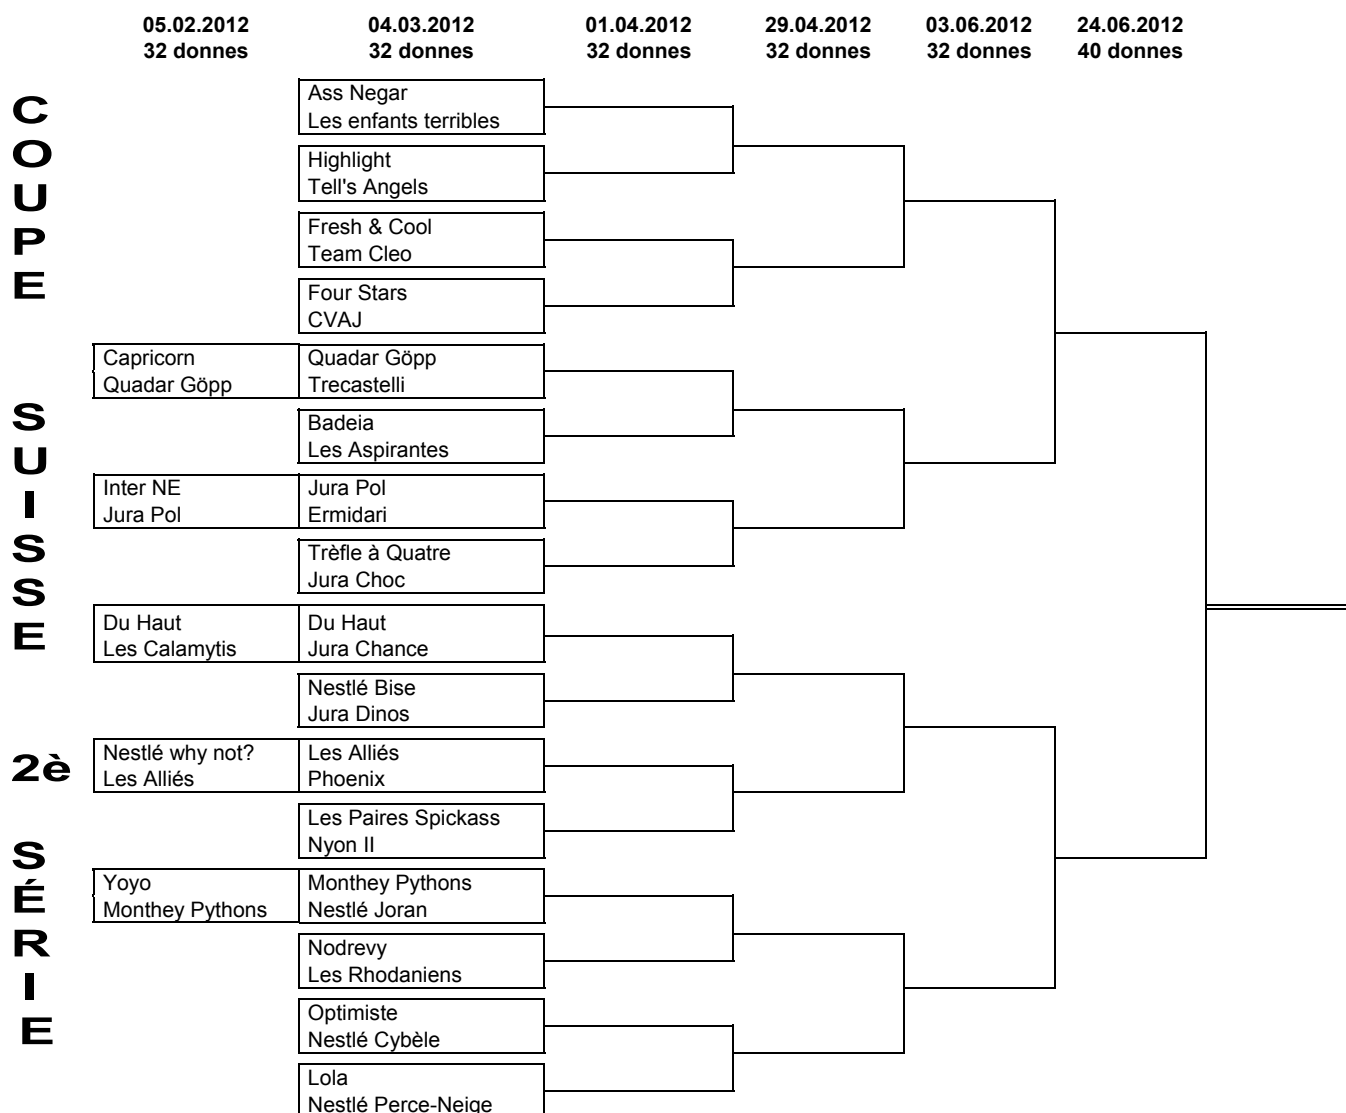 05.02.2012 04.03.2012 01.04.2012 29.04.2012 03.06.2012 24.06.2012
32 donnes 32 donnes 32 donnes 32 donnes 32 donnes 40 donnes
COUPE
SUISSE
2è
SÉRIE
Ass Negar
Les enfants terribles
Highlight
Tell's Angels
Fresh & Cool
Team Cleo
Four Stars
CVAJ
Capricorn Quadar Göpp
Quadar Göpp Trecastelli
Badeia
Les Aspirantes
Inter NE Jura Pol
Jura Pol Ermidari
Trèfle à Quatre
Jura Choc
Du Haut Du Haut
Les Calamytis Jura Chance
Nestlé Bise
Jura Dinos
Nestlé why not? Les Alliés
Les Alliés Phoenix
Les Paires Spickass
Nyon II
Yoyo Monthey Pythons
Monthey Pythons Nestlé Joran
Nodrevy
Les Rhodaniens
Optimiste
Nestlé Cybèle
Lola
Nestlé Perce-Neige